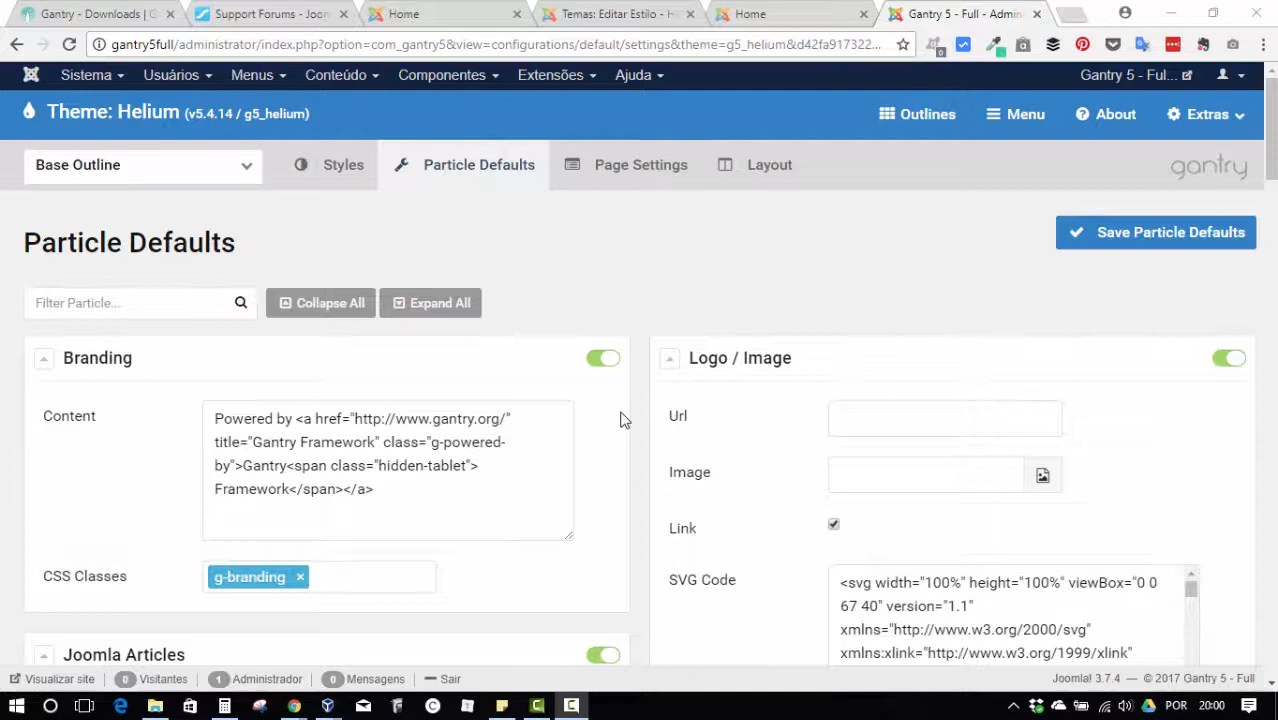 Gantry - Downloads | G
Support Forums - Joom
Home
Temas: Editar Estilo - H
Home
Gantry 5 - Full - Admin
gantry5full/administrator/index.php?option=com_gantry5&view=configurations/default/settings&theme=g5_helium&d42fa917322...
Sistema Usuários Menus Conteúdo Componentes Extensões Ajuda Gantry 5 - Ful...
Theme: Helium (v5.4.14 / g5_helium) Outlines Menu About Extras
Base Outline Styles Particle Defaults Page Settings Layout gantry
Particle Defaults Save Particle Defaults
Filter Particle... Collapse All Expand All
Branding
Content
Powered by <a href="http://www.gantry.org/"
title="Gantry Framework" class="g-powered-
by">Gantry<span class="hidden-tablet">
Framework</span></a>
CSS Classes g-branding ×
Joomla Articles
Logo / Image
Url
Image
Link
SVG Code
<svg width="100%" height="100%" viewBox="0 0
67 40" version="1.1"
xmlns="http://www.w3.org/2000/svg"
xmlns:xlink="http://www.w3.org/1999/xlink"
Visualizar site 0 Visitantes 1 Administrador 0 Mensagens Sair Joomla! 3.7.4 — © 2017 Gantry 5 - Full
POR 20:00